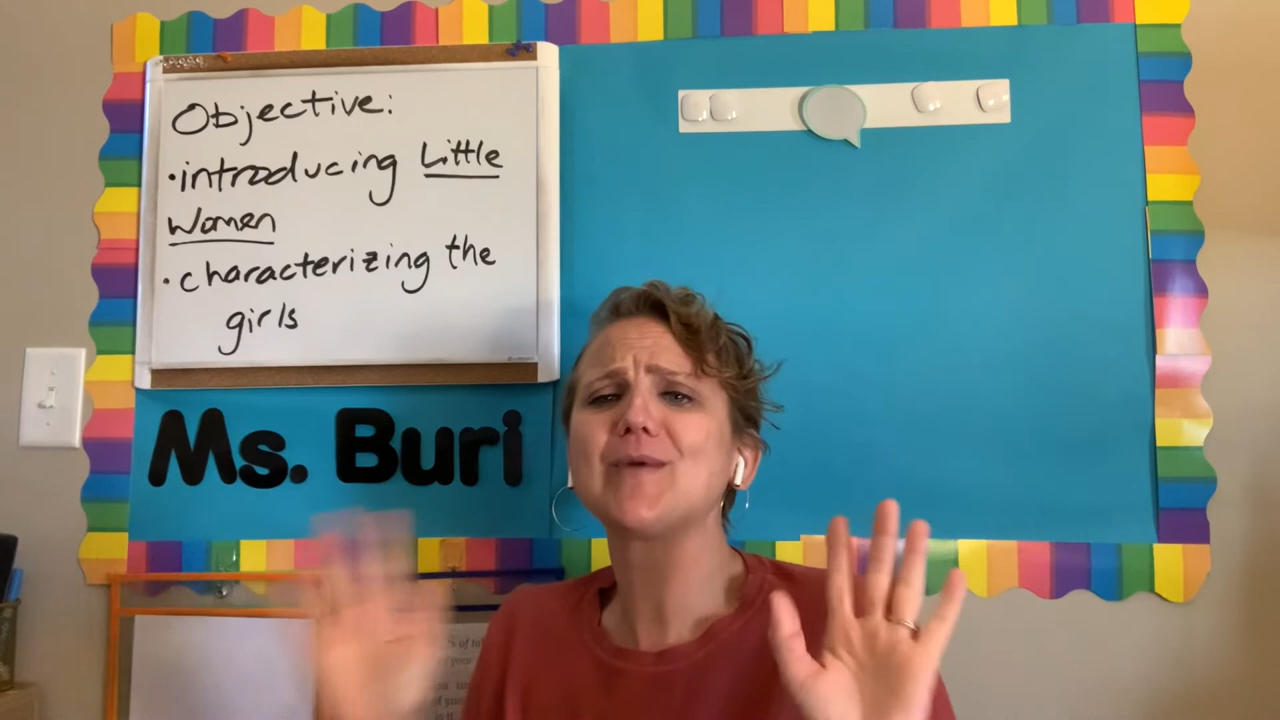 Objective:
•introducing Little
Women
•characterizing the
girls
Ms. Buri